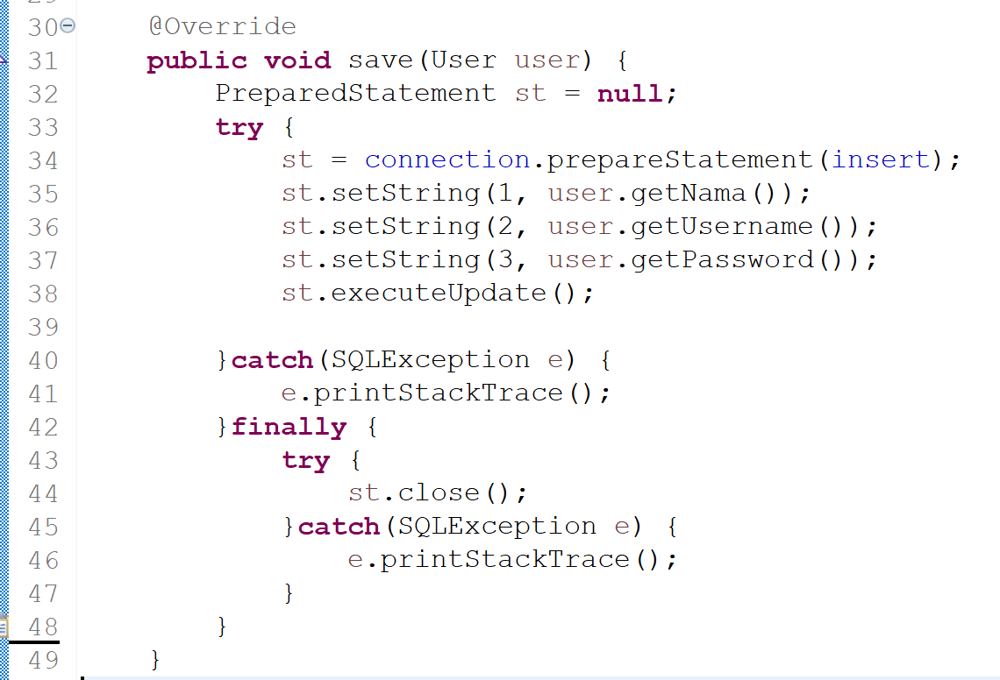 30 @Override
31 public void save(User user) {
32 PreparedStatement st = null;
33 try {
34 st = connection.prepareStatement(insert);
35 st.setString(1, user.getNama());
36 st.setString(2, user.getUsername());
37 st.setString(3, user.getPassword());
38 st.executeUpdate();
39
40 }catch(SQLException e) {
41 e.printStackTrace();
42 }finally {
43 try {
44 st.close();
45 }catch(SQLException e) {
46 e.printStackTrace();
47 }
48 }
49 }